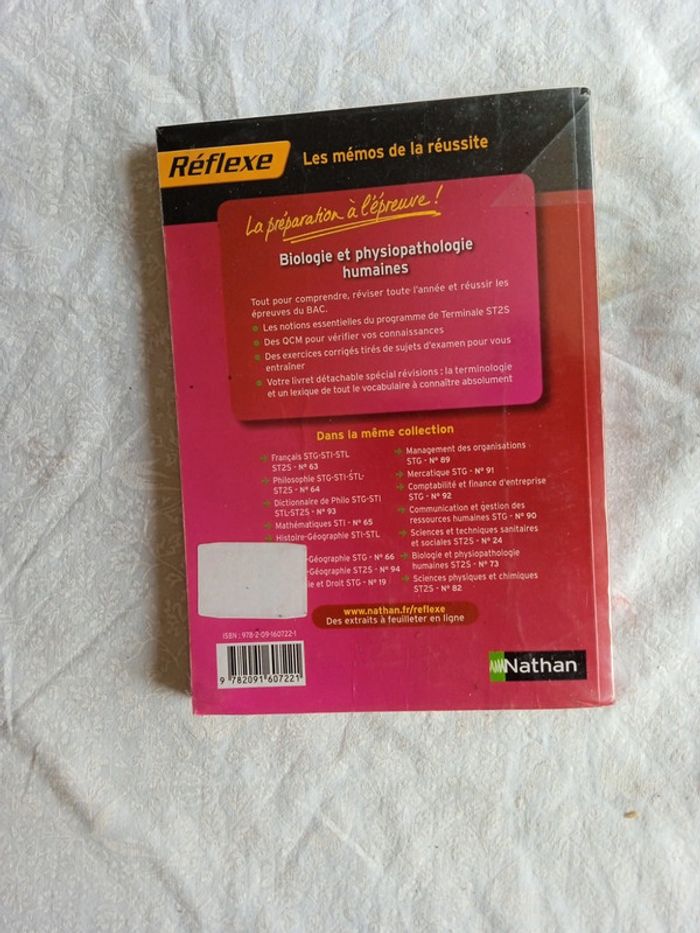 Réflexe
Les mémos de la réussite
La préparation à l'épreuve !
Biologie et physiopathologie
humaines
Tout pour comprendre, réviser toute l'année et réussir les
épreuves du BAC.
Les notions essentielles du programme de Terminale ST2S
Des QCM pour vérifier vos connaissances
Des exercices corrigés tirés de sujets d'examen pour vous
entraîner
Votre livret détachable spécial révisions : la terminologie
et un lexique de tout le vocabulaire à connaître absolument
Dans la même collection
Français STG-STI-STL
ST2S - N° 63
Philosophie STG-STI-STL-
ST2S - N° 64
Dictionnaire de Philo STG-STI
STL-ST2S - N° 93
Mathématiques STI - N° 65
Histoire-Géographie STI-STL
-Géographie STG - N° 66
-Géographie ST2S - N° 94
ie et Droit STG - N° 19
Management des organisations
STG - N° 89
Mercatique STG - N° 91
Comptabilité et finance d'entreprise
STG - N° 92
Communication et gestion des
ressources humaines STG - N° 90
Sciences et techniques sanitaires
et sociales ST2S - N° 24
Biologie et physiopathologie
humaines ST2S - N° 73
Sciences physiques et chimiques
ST2S - N° 82
www.nathan.fr/reflexe
Des extraits à feuilleter en ligne
ISBN : 978-2-09-160722-1
9 782091 607221
Nathan